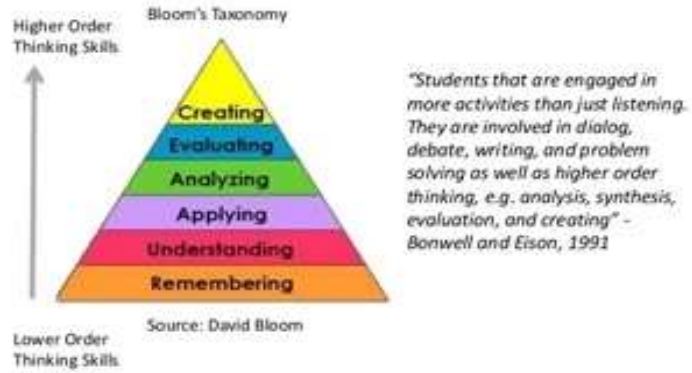 Bloom's Taxonomy
Higher Order
Thinking Skills
Creating
Evaluating
Analyzing
Applying
Understanding
Remembering
Source: David Bloom
Lower Order
Thinking Skills
"Students that are engaged in
more activities than just listening.
They are involved in dialog,
debate, writing, and problem
solving as well as higher order
thinking, e.g. analysis, synthesis,
evaluation, and creating" -
Bonwell and Eison, 1991